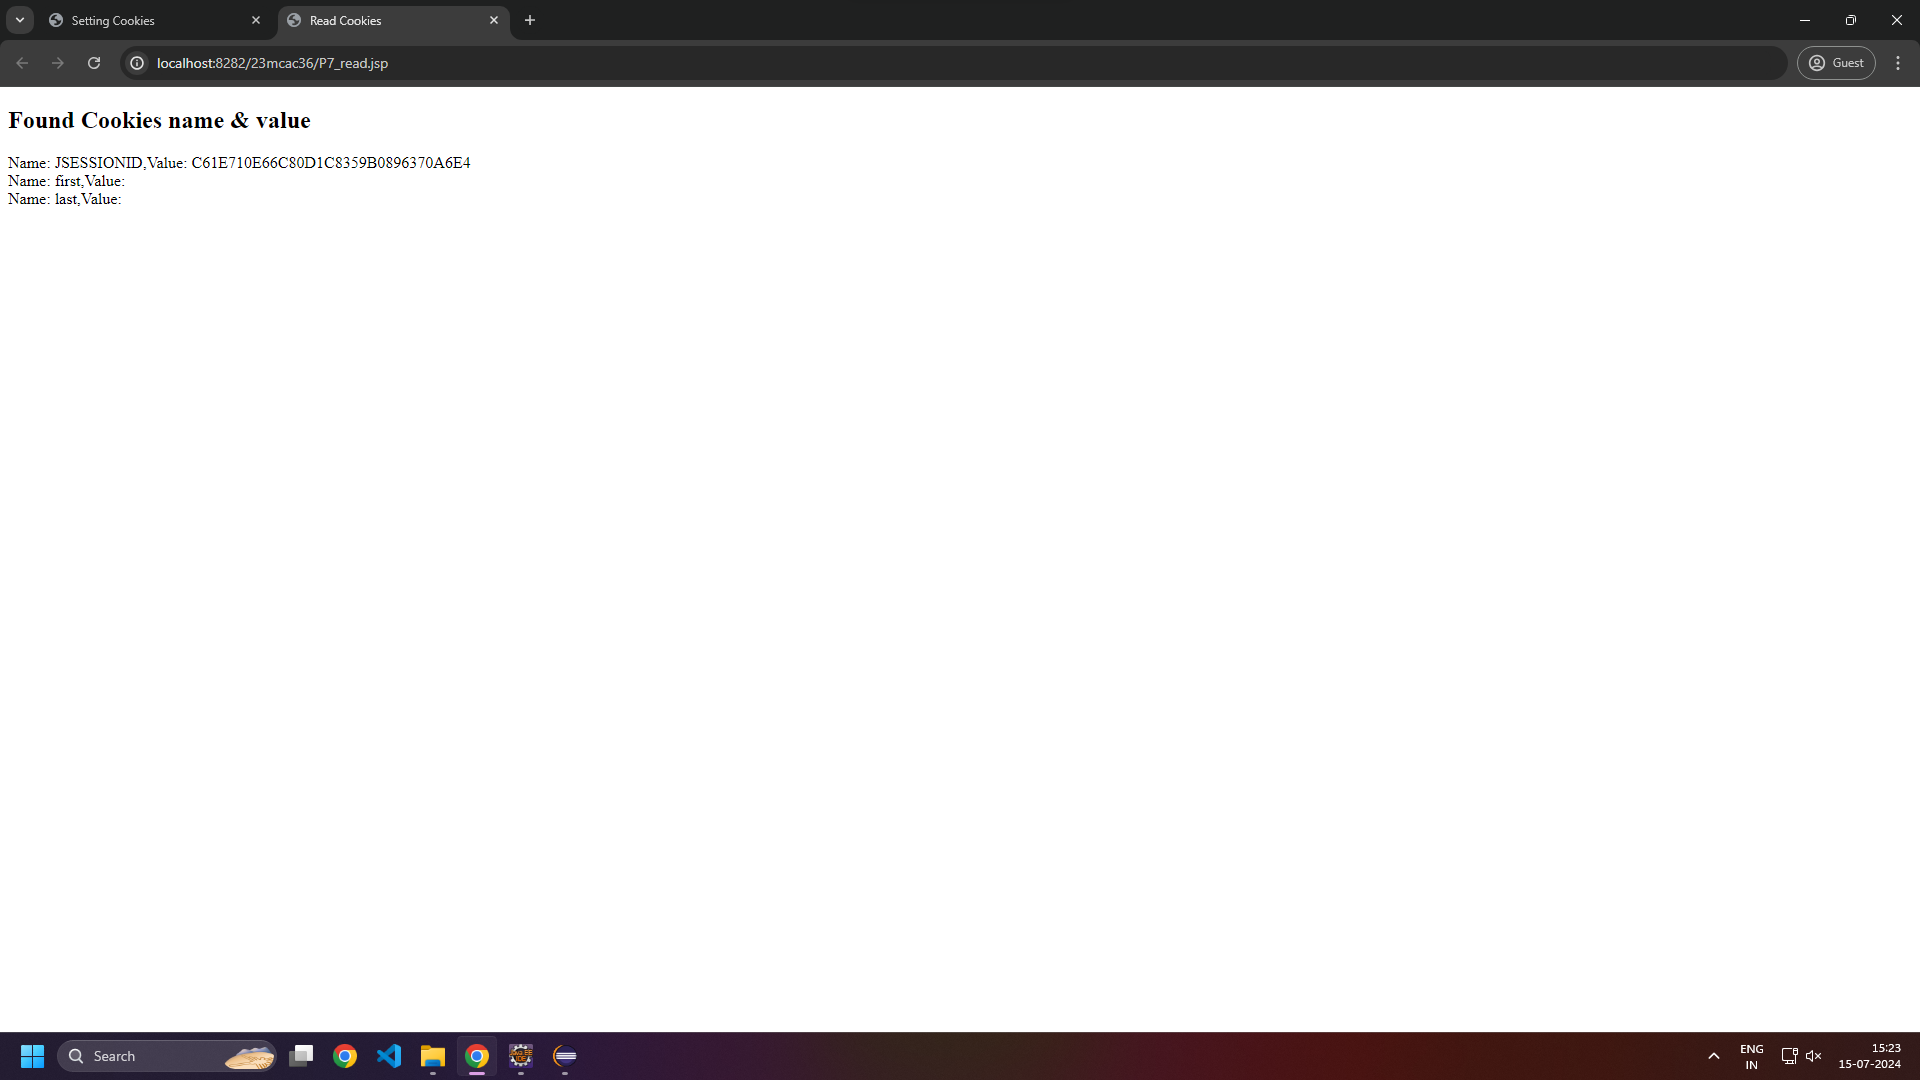 Setting Cookies
Read Cookies
localhost:8282/23mcac36/P7_read.jsp
Guest
Found Cookies name & value
Name: JSESSIONID,Value: C61E710E66C80D1C8359B0896370A6E4
Name: first,Value:
Name: last,Value:
Search
ENG
IN
15:23
15-07-2024